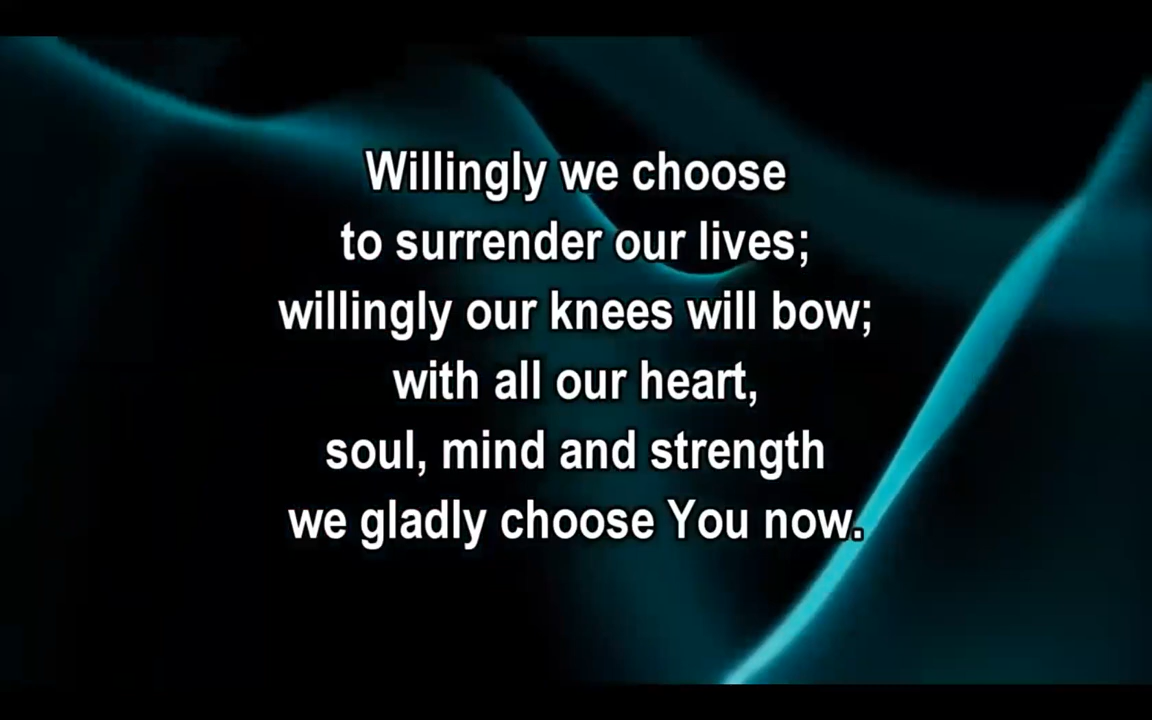 Willingly we choose
to surrender our lives;
willingly our knees will bow;
with all our heart,
soul, mind and strength
we gladly choose You now.